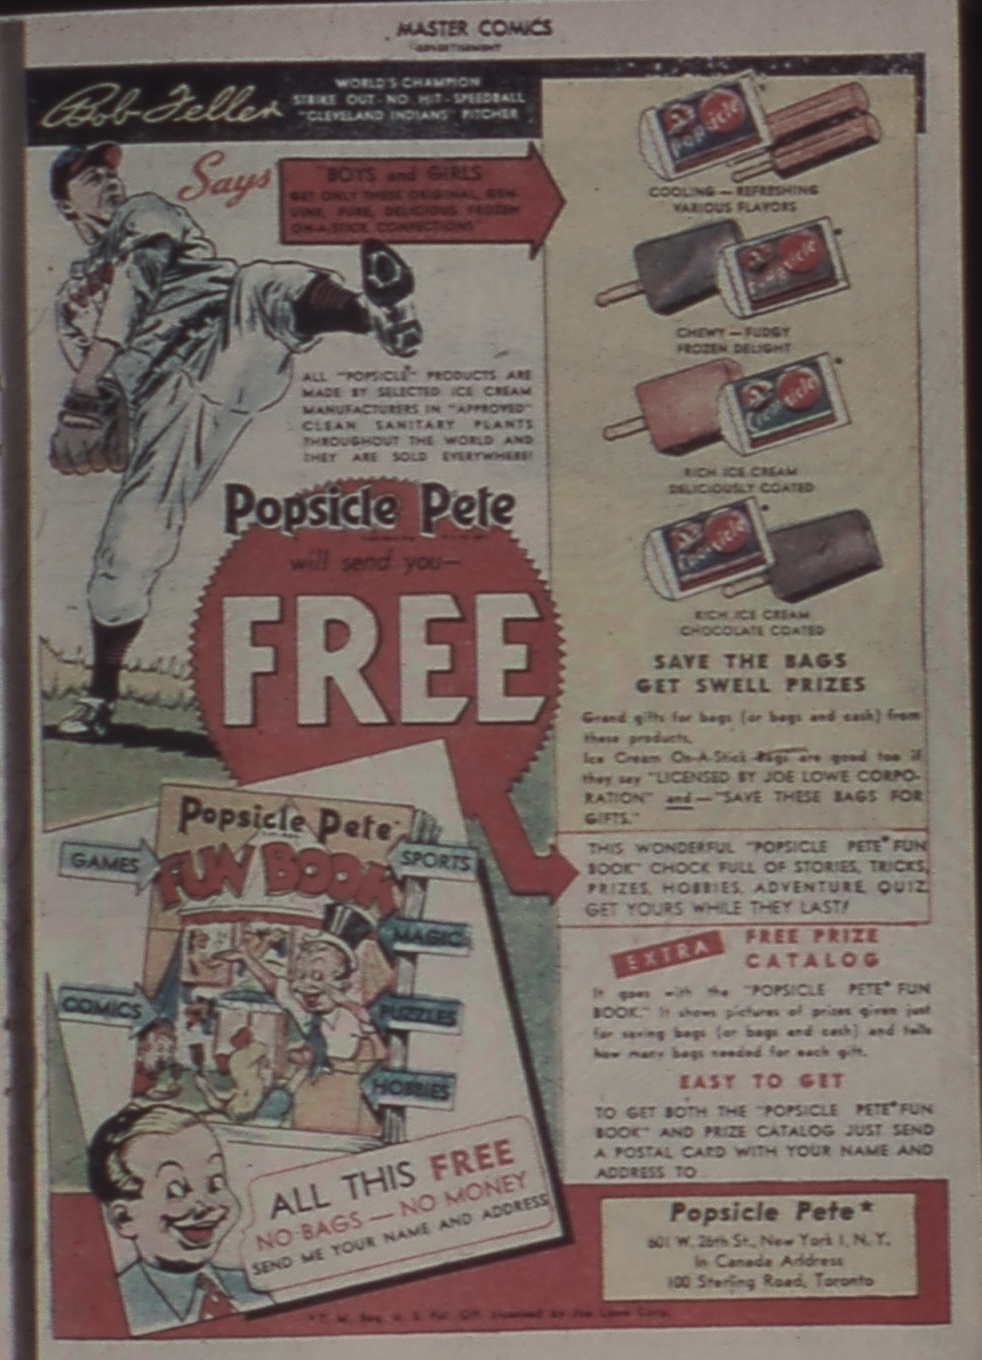 MASTER COMICS
ADVERTISEMENT
Bob Feller
WORLD'S CHAMPION
STRIKE OUT - NO HIT - SPEEDBALL
"CLEVELAND INDIANS" PITCHER
Says
"BOYS and GIRLS
GET ONLY THESE ORIGINAL, GEN-
UINE, PURE, DELICIOUS FROZEN
ON-A-STICK CONFECTIONS"
ALL "POPSICLE" PRODUCTS ARE
MADE BY SELECTED ICE CREAM
MANUFACTURERS IN "APPROVED"
CLEAN SANITARY PLANTS
THROUGHOUT THE WORLD AND
THEY ARE SOLD EVERYWHERE!
Popsicle
COOLING — REFRESHING
VARIOUS FLAVORS
CHEWY — FUDGY
FROZEN DELIGHT
RICH ICE CREAM
DELICIOUSLY COATED
RICH ICE CREAM
CHOCOLATE COATED
Popsicle Pete
will send you—
FREE
SAVE THE BAGS
GET SWELL PRIZES
Grand gifts for bags (or bags and cash) from
these products.
Ice Cream On-A-Stick Bags are good too if
they say "LICENSED BY JOE LOWE CORPO-
RATION" and — "SAVE THESE BAGS FOR
GIFTS."
Popsicle Pete
FUN BOOK
GAMES
SPORTS
MAGIC
COMICS
PUZZLES
HOBBIES
THIS WONDERFUL "POPSICLE PETE* FUN
BOOK" CHOCK FULL OF STORIES, TRICKS,
PRIZES, HOBBIES, ADVENTURE, QUIZ.
GET YOURS WHILE THEY LAST!
EXTRA
FREE PRIZE
CATALOG
It goes with the "POPSICLE PETE* FUN
BOOK." It shows pictures of prizes given just
for saving bags (or bags and cash) and tells
how many bags needed for each gift.
EASY TO GET
TO GET BOTH THE "POPSICLE PETE* FUN
BOOK" AND PRIZE CATALOG JUST SEND
A POSTAL CARD WITH YOUR NAME AND
ADDRESS TO
ALL THIS FREE
NO BAGS — NO MONEY
SEND ME YOUR NAME AND ADDRESS
Popsicle Pete*
601 W. 26th St., New York 1, N. Y.
In Canada Address
100 Sterling Road, Toronto
*T. M. Reg. U. S. Pat. Off. Licensed by Joe Lowe Corp.